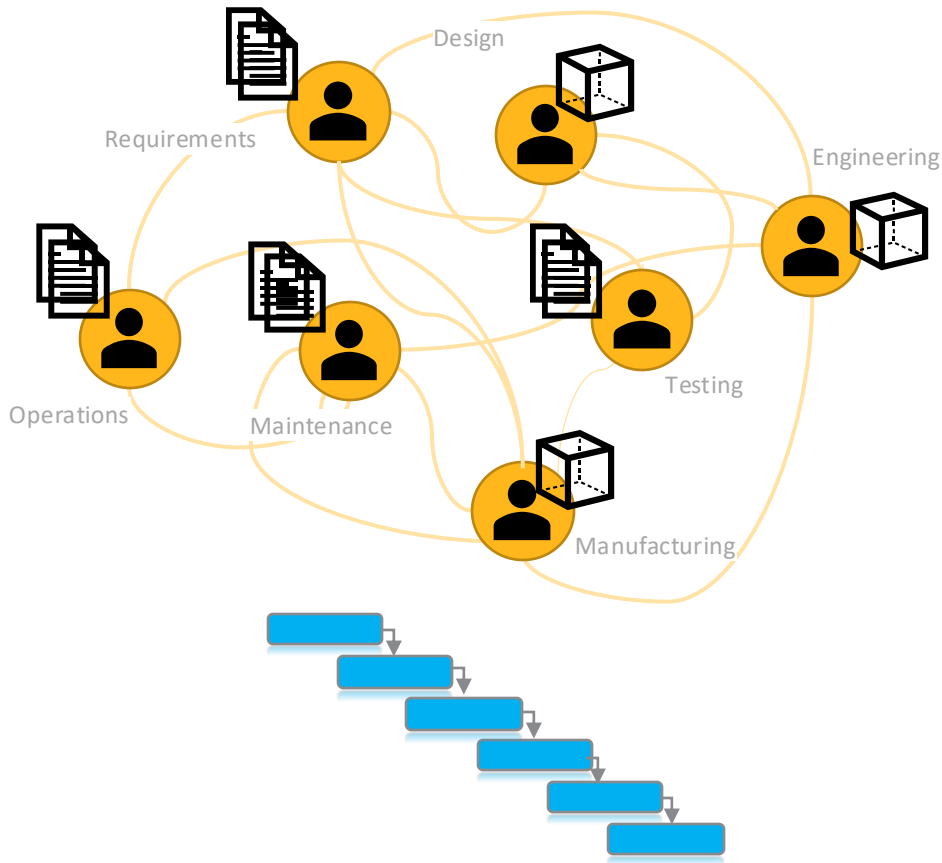 Design
Requirements
Engineering
Testing
Operations
Maintenance
Manufacturing